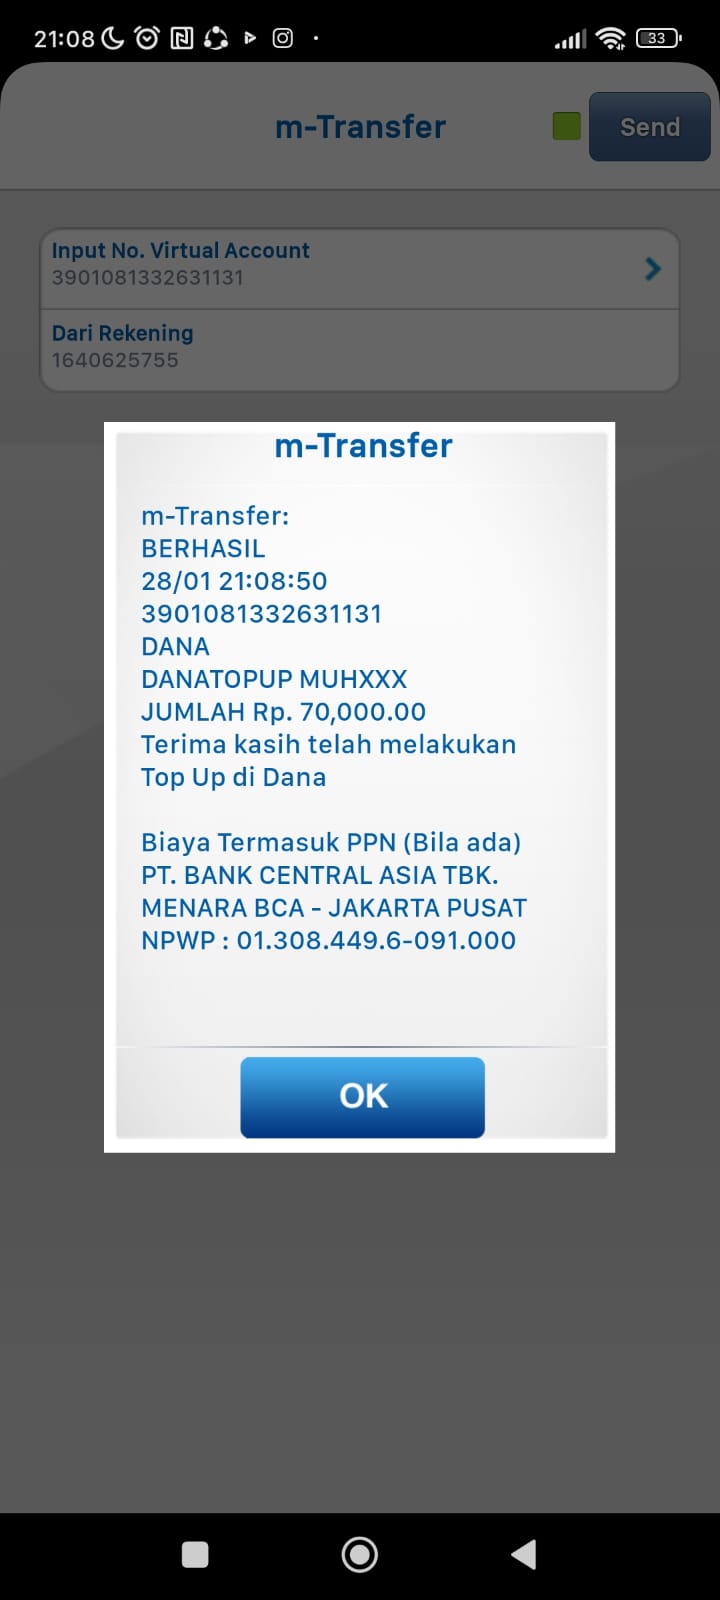 21:08
33
m-Transfer
Send
Input No. Virtual Account
3901081332631131
Dari Rekening
1640625755
m-Transfer
m-Transfer:
BERHASIL
28/01 21:08:50
3901081332631131
DANA
DANATOPUP MUHXXX
JUMLAH Rp. 70,000.00
Terima kasih telah melakukan
Top Up di Dana
Biaya Termasuk PPN (Bila ada)
PT. BANK CENTRAL ASIA TBK.
MENARA BCA - JAKARTA PUSAT
NPWP : 01.308.449.6-091.000
OK